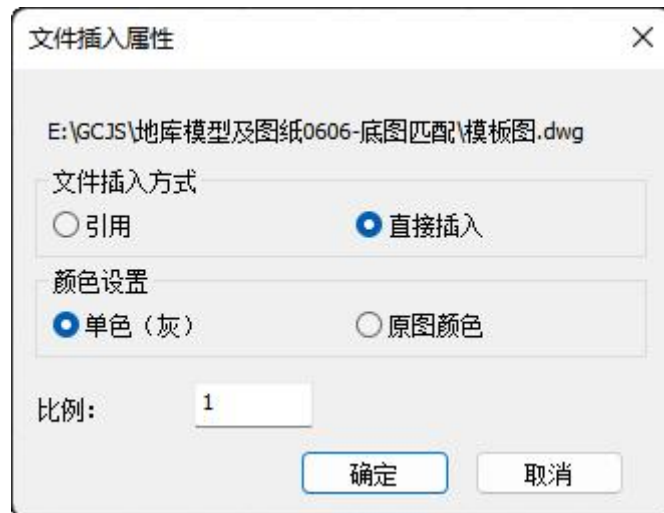 文件插入属性
E:\GCJS\地库模型及图纸0606-底图匹配\模板图.dwg
文件插入方式
引用 直接插入
颜色设置
单色（灰） 原图颜色
比例： 1
确定 取消